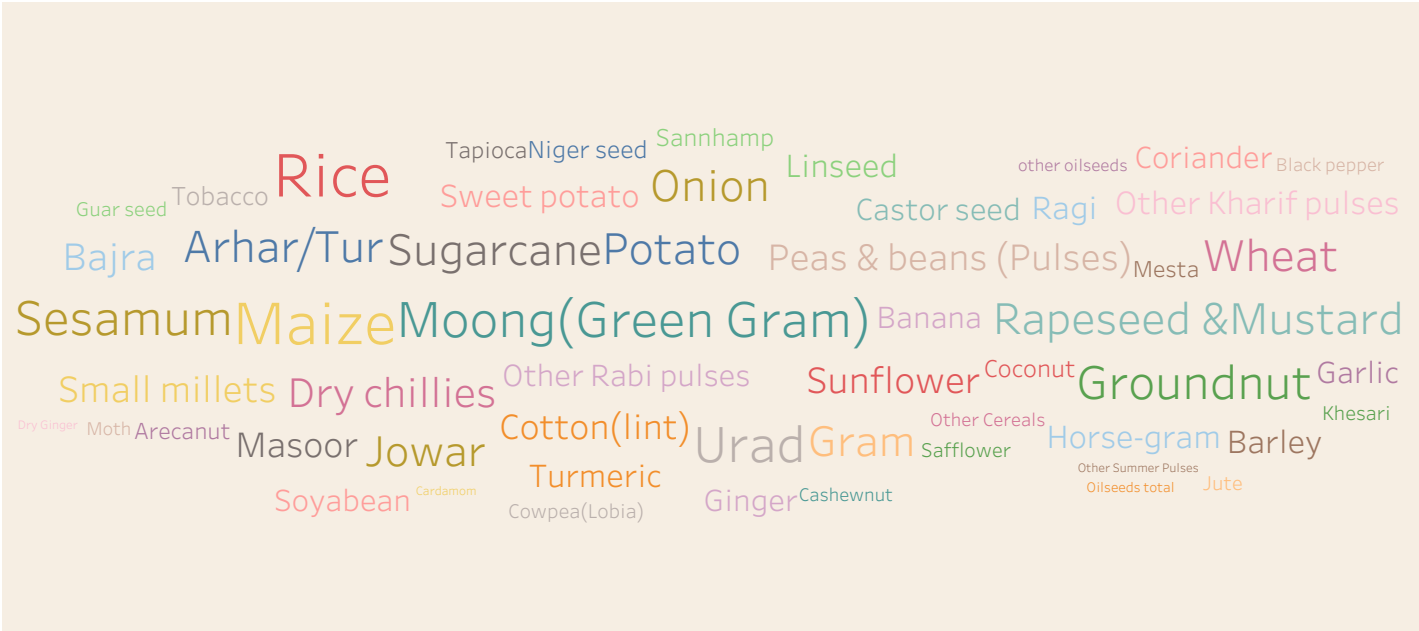 Sannhamp
Tapioca Niger seed
other oilseeds Coriander Black pepper
Linseed
Rice
Guar seed Tobacco
Sweet potato Onion
Castor seed Ragi Other Kharif pulses
Bajra Arhar/Tur Sugarcane Potato Peas & beans (Pulses) Mesta Wheat
Sesamum Maize Moong(Green Gram) Banana Rapeseed &Mustard
Small millets Dry chillies Other Rabi pulses Sunflower Coconut Groundnut Garlic
Khesari
Dry Ginger Moth Arecanut
Masoor Jowar Cotton(lint) Urad Gram Other Cereals Safflower Horse-gram Barley
Other Summer Pulses
Turmeric
Oilseeds total Jute
Soyabean Cardamom Cowpea(Lobia) Ginger Cashewnut